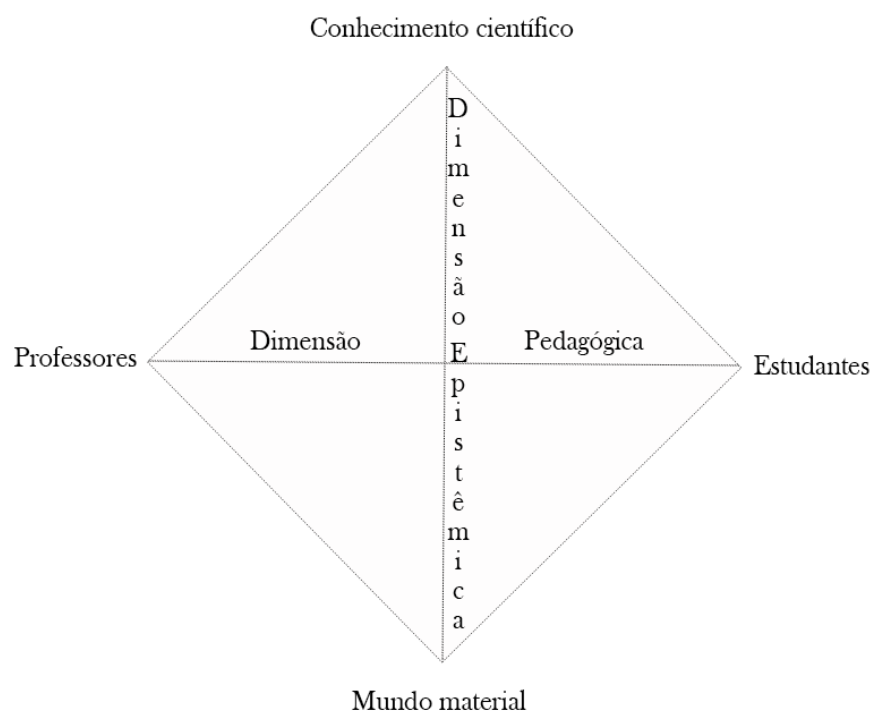 Conhecimento científico
Dimensão Epistêmica
Dimensão Pedagógica
Professores
Estudantes
Mundo material